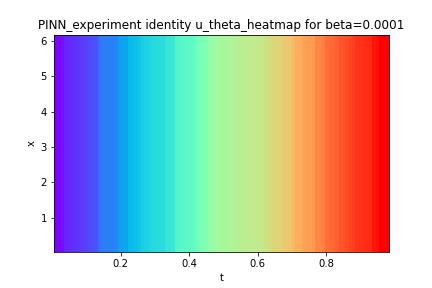 PINN_experiment identity u_theta_heatmap for beta=0.0001
6
5
4
3
2
1
x
0.2 0.4 0.6 0.8
t